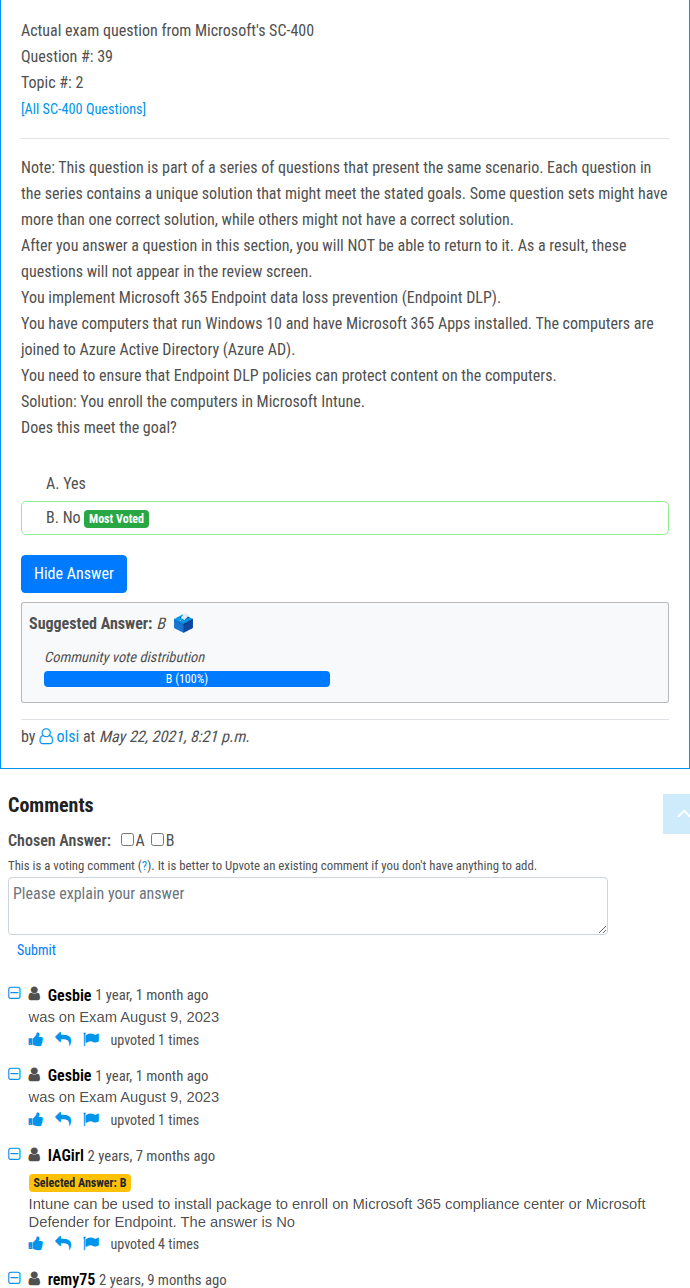 Actual exam question from Microsoft's SC-400
Question #: 39
Topic #: 2
[All SC-400 Questions]
Note: This question is part of a series of questions that present the same scenario. Each question in
the series contains a unique solution that might meet the stated goals. Some question sets might have
more than one correct solution, while others might not have a correct solution.
After you answer a question in this section, you will NOT be able to return to it. As a result, these
questions will not appear in the review screen.
You implement Microsoft 365 Endpoint data loss prevention (Endpoint DLP).
You have computers that run Windows 10 and have Microsoft 365 Apps installed. The computers are
joined to Azure Active Directory (Azure AD).
You need to ensure that Endpoint DLP policies can protect content on the computers.
Solution: You enroll the computers in Microsoft Intune.
Does this meet the goal?
A. Yes
B. No Most Voted
Hide Answer
Suggested Answer: B
Community vote distribution
B (100%)
by olsi at May 22, 2021, 8:21 p.m.
Comments
Chosen Answer: A B
This is a voting comment (?). It is better to Upvote an existing comment if you don't have anything to add.
Please explain your answer
Submit
Gesbie 1 year, 1 month ago
was on Exam August 9, 2023
upvoted 1 times
Gesbie 1 year, 1 month ago
was on Exam August 9, 2023
upvoted 1 times
IAGirl 2 years, 7 months ago
Selected Answer: B
Intune can be used to install package to enroll on Microsoft 365 compliance center or Microsoft
Defender for Endpoint. The answer is No
upvoted 4 times
remy75 2 years, 9 months ago